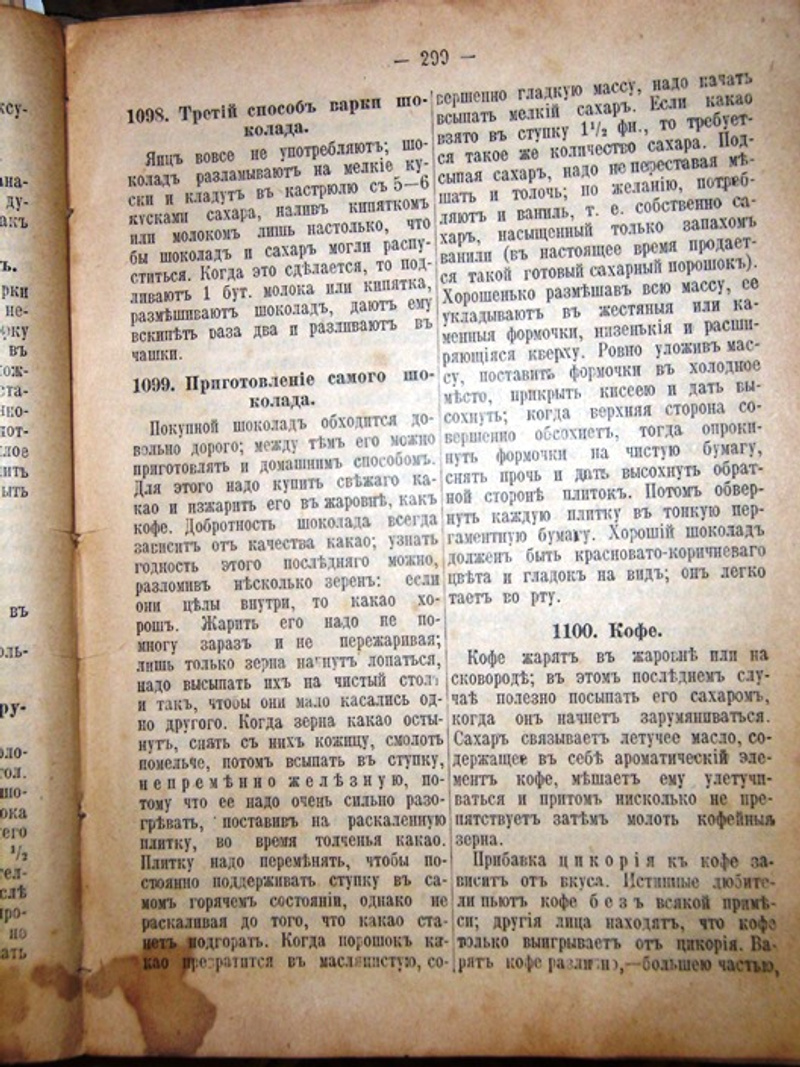 — 299 —
1098. Третій способъ варки шо-
колада.
Яицъ вовсе не употребляютъ; шо-
коладъ разламываютъ на мелкіе ку-
ски и кладутъ въ кастрюлю съ 5—6
кусками сахара, наливъ кипяткомъ
или молокомъ лишь настолько, что
бы шоколадъ и сахаръ могли распу-
ститься. Когда это сдѣлается, то под-
ливаютъ 1 бут. молока или кипятка,
размѣшиваютъ шоколадъ, даютъ ему
вскипѣть раза два и разливаютъ въ
чашки.
1099. Приготовленіе самого шо-
колада.
Покупной шоколадъ обходится до-
вольно дорого; между тѣмъ его можно
приготовлять и домашнимъ способомъ.
Для этого надо купить свѣжаго ка-
као и изжарить его въ жаровнѣ, какъ
кофе. Добротность шоколада всегда
зависитъ отъ качества какао; узнать
годность этого послѣдняго можно,
разломивъ нѣсколько зеренъ: если
они цѣлы внутри, то какао хо-
рошъ. Жарить его надо не по-
многу заразъ и не пережаривая;
лишь только зерна начнутъ лопаться,
надо высыпать ихъ на чистый столъ
и такъ, чтобы они мало касались од-
но другого. Когда зерна какао осты-
нутъ, снять съ нихъ кожицу, смолоть
помельче, потомъ всыпать въ ступку,
непремѣнно желѣзную, по-
тому что ее надо очень сильно разо-
грѣвать, поставивъ на раскаленную
плитку, во время толченья какао.
Плитку надо перемѣнять, чтобы по-
стоянно поддерживать ступку въ са-
момъ горячемъ состояніи, однако не
раскаливая до того, что какао ста-
нетъ подгорать. Когда порошокъ ка-
као превратится въ маслянистую, со-
вершенно гладкую массу, надо начать
всыпать мелкій сахаръ. Если какао
взято въ ступку 1½ фн., то требует-
ся такое же количество сахара. Под-
сыпая сахаръ, надо не переставая мѣ-
шать и толочь; по желанію, потреб-
ляютъ и ваниль, т. е. собственно са-
харъ, насыщенный только запахомъ
ванили (въ настоящее время продает-
ся такой готовый сахарный порошокъ).
Хорошенько размѣшавъ всю массу, ее
укладываютъ въ жестяныя или ка-
менныя формочки, низенькія и расши-
ряющіяся кверху. Ровно уложивъ мас-
су, поставить формочки въ холодное
мѣсто, прикрыть кисеею и дать вы-
сохнуть; когда верхняя сторона со-
вершенно обсохнетъ, тогда опроки-
нуть формочки на чистую бумагу,
снять прочь и дать высохнуть обрат-
ной сторонѣ плитокъ. Потомъ обвер-
нуть каждую плитку въ тонкую пер-
гаментную бумагу. Хорошій шоколадъ
долженъ быть красновато-коричневаго
цвѣта и гладокъ на видъ; онъ легко
таетъ во рту.
1100. Кофе.
Кофе жарятъ въ жаровнѣ или на
сковородѣ; въ этомъ послѣднемъ слу-
чаѣ полезно посыпать его сахаромъ,
когда онъ начнетъ зарумяниваться.
Сахаръ связываетъ летучее масло, со-
держащее въ себѣ ароматическій эле-
ментъ кофе, мѣшаетъ ему улетучи-
ваться и притомъ нисколько не пре-
пятствуетъ затѣмъ молоть кофейныя
зерна.
Прибавка цикорія къ кофе за-
виситъ отъ вкуса. Истинные любите-
ли пьютъ кофе безъ всякой примѣ-
си; другія лица находятъ, что кофе
только выигрываетъ отъ цикорія. Ва-
рятъ кофе различно,—большею частью,